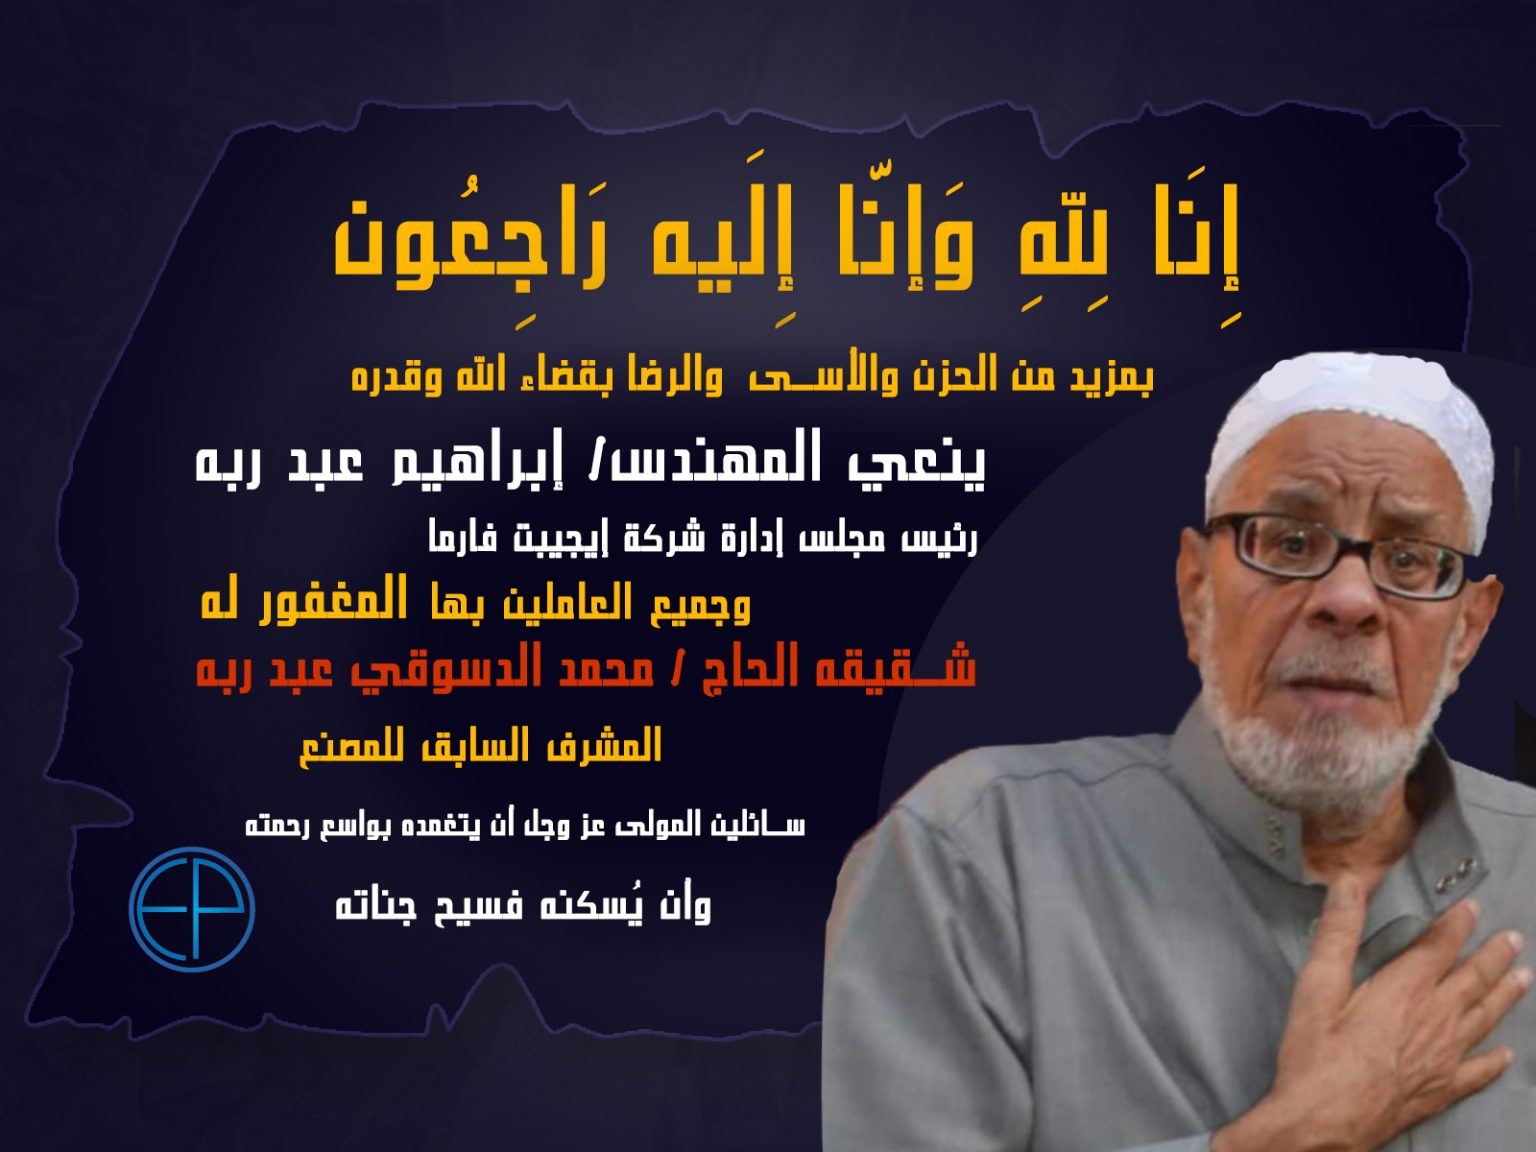 إِنَا لِلّهِ وَإنّا إِلَيه رَاجِعُون
بمزيد من الحزن والأســى والرضا بقضاء الله وقدره
ينعي المهندس/ إبراهيم عبد ربه
رئيس مجلس إدارة شركة إيجيبت فارما
وجميع العاملين بها المغفور له
شــقيقه الحاج / محمد الدسوقي عبد ربه
المشرف السابق للمصنع
ســائلين المولى عز وجل أن يتغمده بواسع رحمته
وأن يُسكنه فسيح جناته
EP